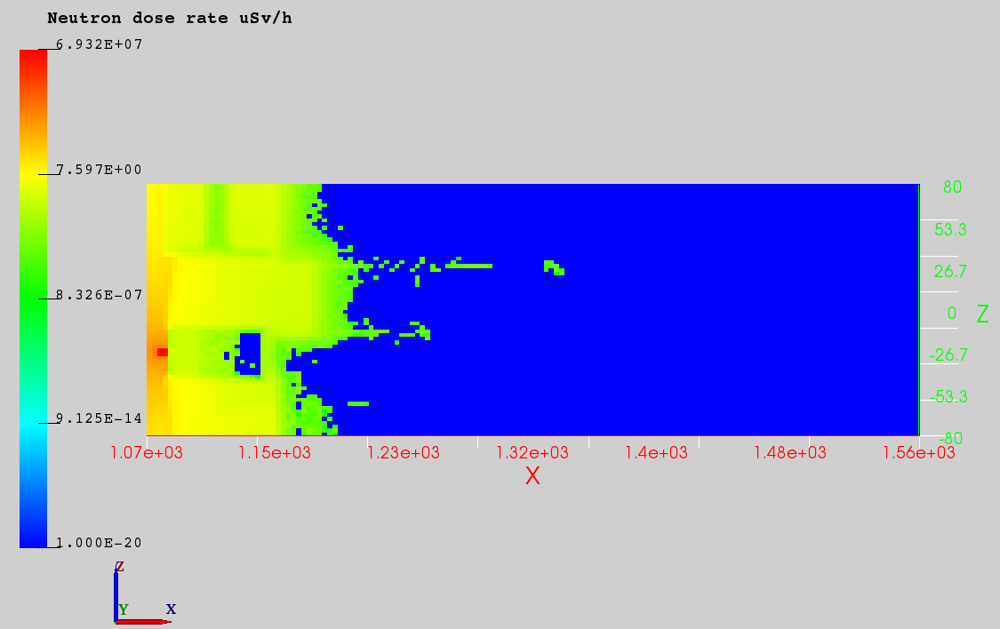 Neutron dose rate uSv/h
6.932E+07
7.597E+00
8.326E-07
9.125E-14
1.000E-20
80
53.3
26.7
0
-26.7
-53.3
-80
Z
1.07e+03 1.15e+03 1.23e+03 1.32e+03 1.4e+03 1.48e+03 1.56e+03
X
Z
Y X